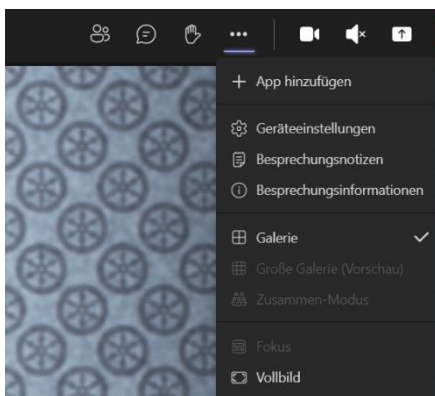 App hinzufügen
Geräteeinstellungen
Besprechungsnotizen
Besprechungsinformationen
Galerie
Große Galerie (Vorschau)
Zusammen-Modus
Fokus
Vollbild